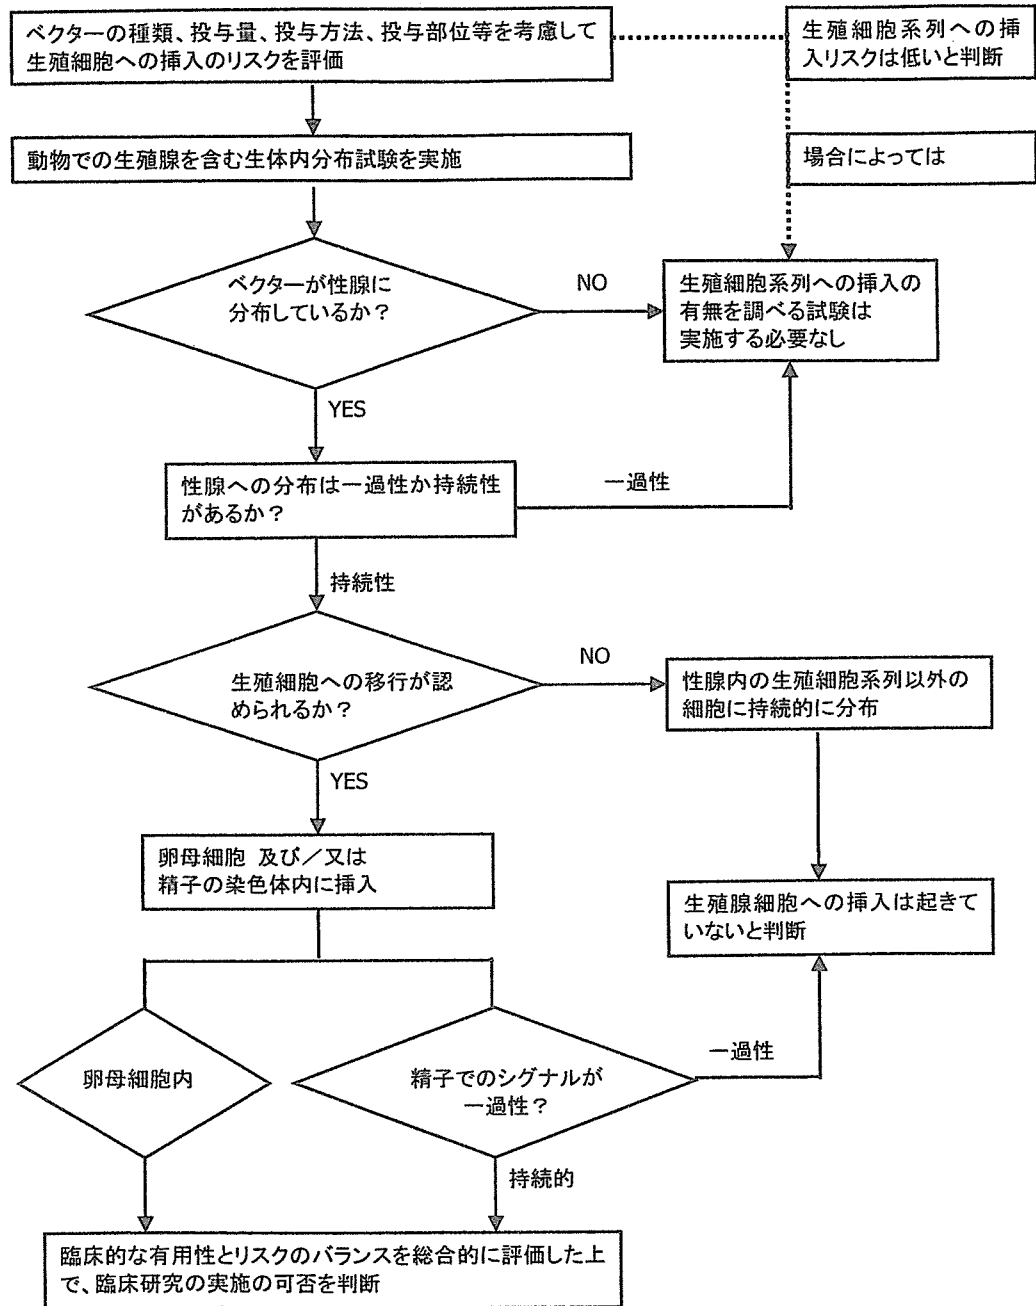 ベクターの種類、投与量、投与方法、投与部位等を考慮して
生殖細胞への挿入のリスクを評価
生殖細胞系列への挿
入リスクは低いと判断
動物での生殖腺を含む生体内分布試験を実施
場合によっては
ベクターが性腺に
分布しているか？
NO
生殖細胞系列への挿入の
有無を調べる試験は
実施する必要なし
YES
性腺への分布は一過性か持続性
があるか？
一過性
持続性
生殖細胞への移行が認
められるか？
NO
性腺内の生殖細胞系列以外の
細胞に持続的に分布
YES
卵母細胞 及び／又は
精子の染色体内に挿入
生殖腺細胞への挿入は起きて
いないと判断
卵母細胞内
精子でのシグナルが
一過性？
一過性
持続的
臨床的な有用性とリスクのバランスを総合的に評価した上
で、臨床研究の実施の可否を判断